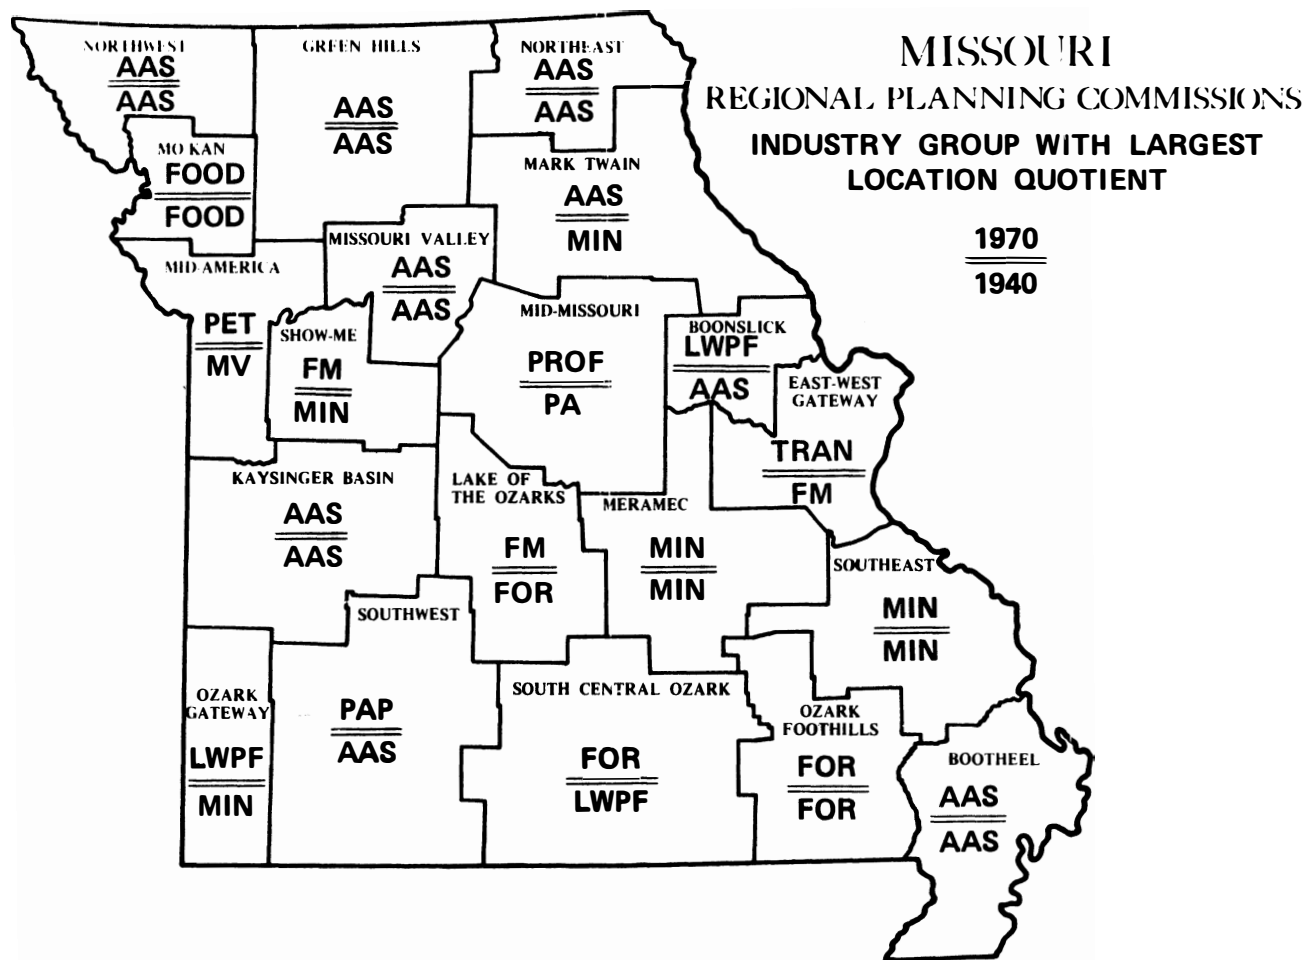 MISSOURI
REGIONAL PLANNING COMMISSIONS
INDUSTRY GROUP WITH LARGEST
LOCATION QUOTIENT
1970
1940
NORTHWEST
AAS
AAS
GREEN HILLS
AAS
AAS
NORTHEAST
AAS
AAS
MO KAN
FOOD
FOOD
MARK TWAIN
AAS
MIN
MISSOURI VALLEY
AAS
AAS
MID-AMERICA
PET
MV
SHOW-ME
FM
MIN
MID-MISSOURI
PROF
PA
BOONSLICK
LWPF
AAS
EAST-WEST
GATEWAY
TRAN
FM
KAYSINGER BASIN
AAS
AAS
LAKE OF
THE OZARKS
FM
FOR
MERAMEC
MIN
MIN
SOUTHEAST
MIN
MIN
SOUTHWEST
PAP
AAS
OZARK
GATEWAY
LWPF
MIN
SOUTH CENTRAL OZARK
FOR
LWPF
OZARK
FOOTHILLS
FOR
FOR
BOOTHEEL
AAS
AAS